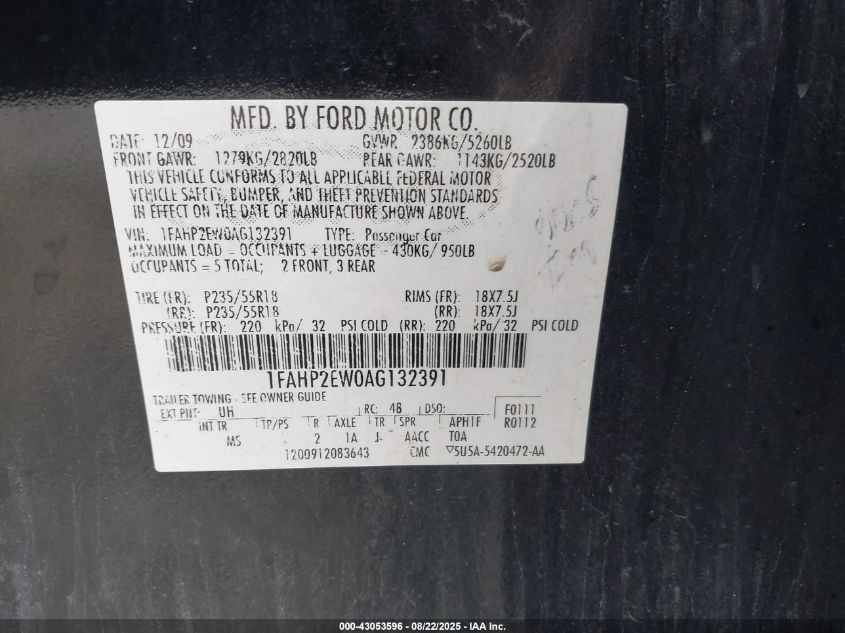 MFD. BY FORD MOTOR CO.
DATE: 12/09 GVWR: 2386KG/5260LB
FRONT GAWR: 1279KG/2820LB REAR GAWR: 1143KG/2520LB
THIS VEHICLE CONFORMS TO ALL APPLICABLE FEDERAL MOTOR
VEHICLE SAFETY, BUMPER, AND THEFT PREVENTION STANDARDS
IN EFFECT ON THE DATE OF MANUFACTURE SHOWN ABOVE.
VIN: 1FAHP2EW0AG132391 TYPE: Passenger Car
MAXIMUM LOAD = OCCUPANTS + LUGGAGE = 430KG/ 950LB
OCCUPANTS = 5 TOTAL; 2 FRONT, 3 REAR
TIRE (FR): P235/55R18 RIMS (FR): 18X7.5J
(RR): P235/55R18 (RR): 18X7.5J
PRESSURE (FR): 220 kPa/ 32 PSI COLD (RR): 220 kPa/ 32 PSI COLD
1FAHP2EW0AG132391
TRAILER TOWING - SEE OWNER GUIDE
EXT PNT: UH RC: 48 DSO: F0111
INT TR TP/PS R AXLE TR SPR APHTF R0112
MS 2 1A J AACC TOA
1200912083643 CMC ▽5U5A-5420472-AA
000-43053596 - 08/22/2025 - IAA Inc.